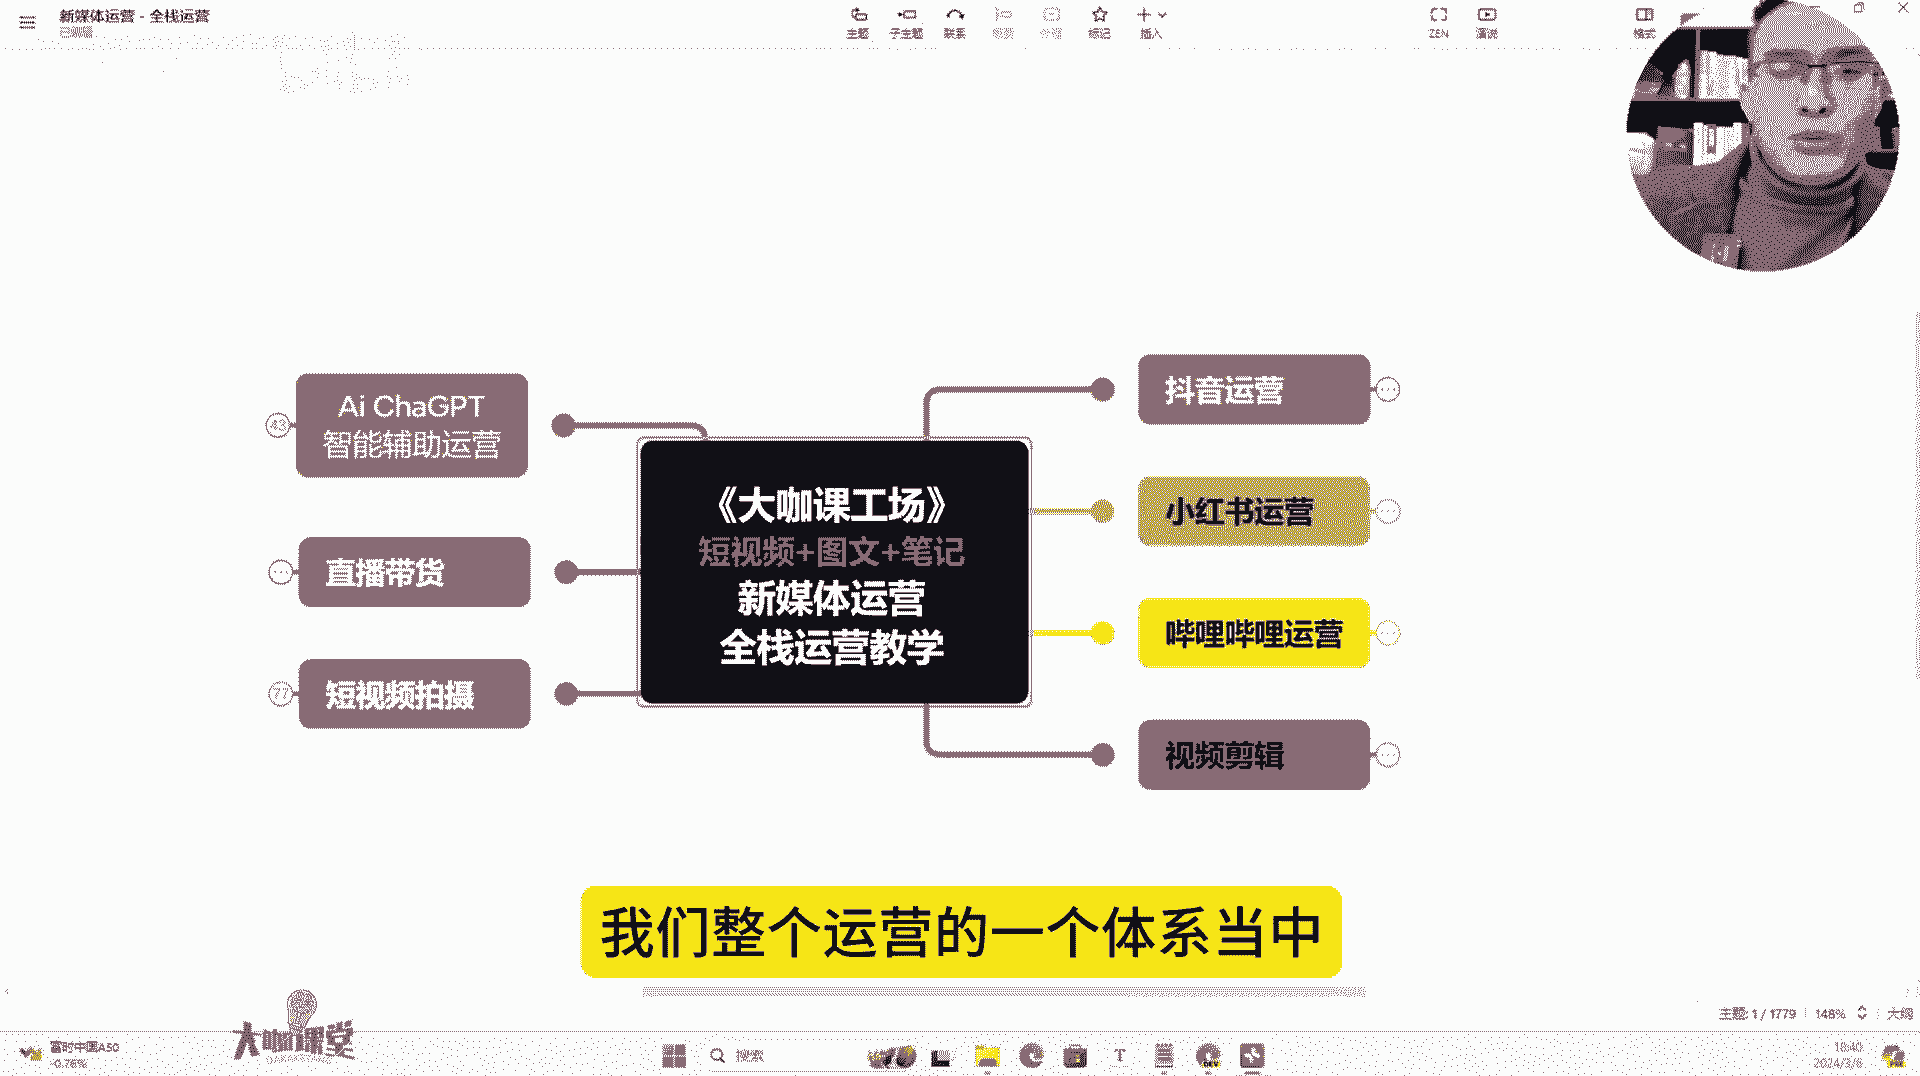 新媒体运营 - 全栈运营
已编辑
主题
子主题
联系
概要
外框
标记
插入
ZEN
演说
格式
Ai ChaGPT
智能辅助运营
43
直播带货
短视频拍摄
77
《大咖课工场》
短视频+图文+笔记
新媒体运营
全栈运营教学
抖音运营
小红书运营
哔哩哔哩运营
视频剪辑
我们整个运营的一个体系当中
主题: 1 / 1779
148%
大纲
大咖课堂
富时中国A50
-0.76%
搜索
18:40
2024/3/6